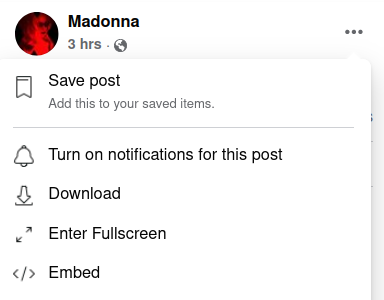 Madonna
3 hrs ·
Save post
Add this to your saved items.
Turn on notifications for this post
Download
Enter Fullscreen
Embed